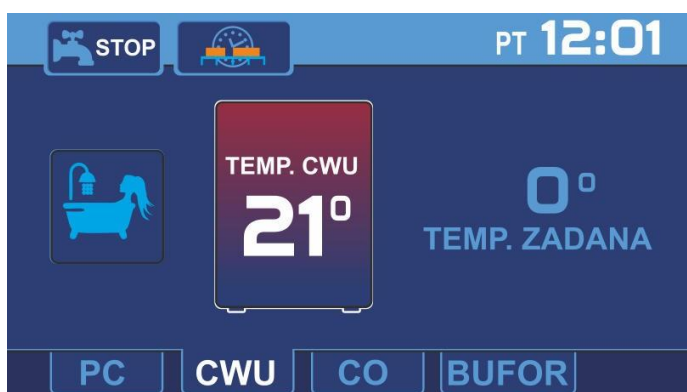 STOP
PT 12:01
TEMP. CWU
21°
0°
TEMP. ZADANA
PC
CWU
CO
BUFOR